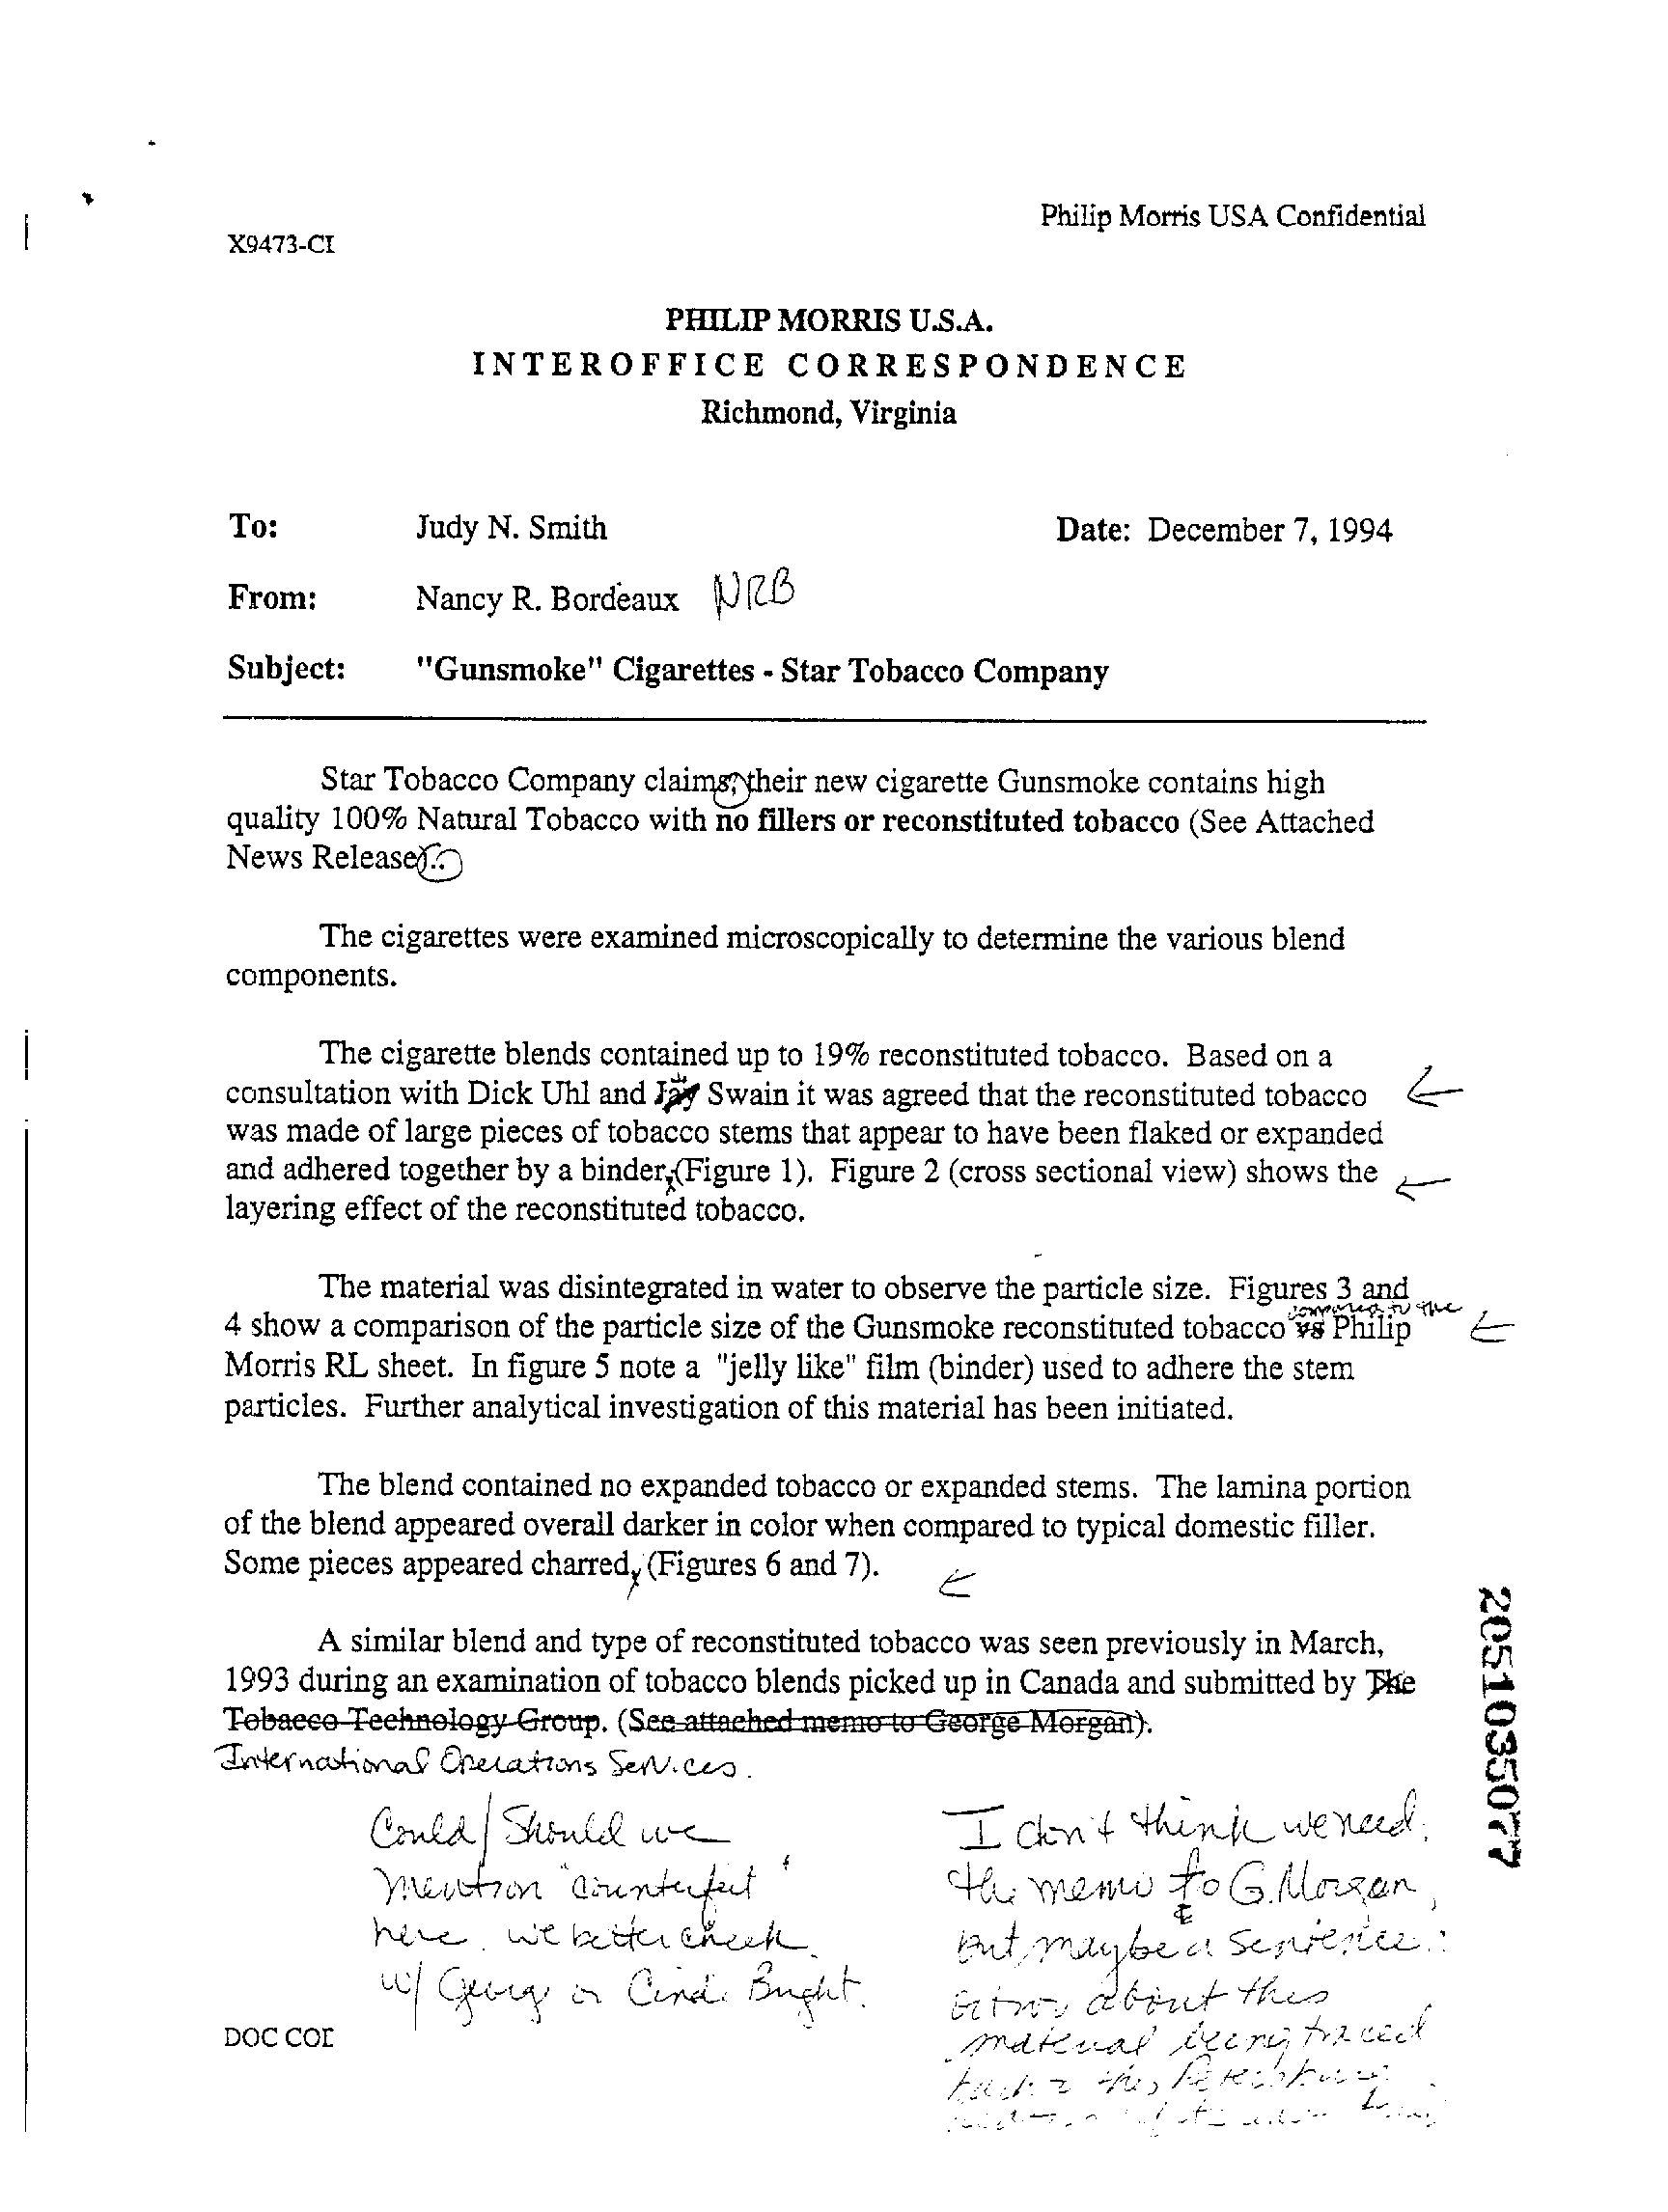 Philip Morris USA Confidential
X9473-CI
PHILIP MORRIS U.S.A.
INTEROFFICE CORRESPONDENCE
Richmond, Virginia
To: Judy N. Smith Date: December 7, 1994
From: Nancy R. Bordeaux NRB
Subject: "Gunsmoke" Cigarettes - Star Tobacco Company
Star Tobacco Company claims, their new cigarette Gunsmoke contains high
quality 100% Natural Tobacco with no fillers or reconstituted tobacco (See Attached
News Release).
The cigarettes were examined microscopically to determine the various blend
components.
The cigarette blends contained up to 19% reconstituted tobacco. Based on a
consultation with Dick Uhl and Swain it was agreed that the reconstituted tobacco
was made of large pieces of tobacco stems that appear to have been flaked or expanded
and adhered together by a binder, (Figure 1). Figure 2 (cross sectional view) shows the
layering effect of the reconstituted tobacco.
The material was disintegrated in water to observe the particle size. Figures 3 and
compared to the
4 show a comparison of the particle size of the Gunsmoke reconstituted tobacco vs Philip
Morris RL sheet. In figure 5 note a "jelly like" film (binder) used to adhere the stem
particles. Further analytical investigation of this material has been initiated.
The blend contained no expanded tobacco or expanded stems. The lamina portion
of the blend appeared overall darker in color when compared to typical domestic filler.
Some pieces appeared charred, (Figures 6 and 7).
A similar blend and type of reconstituted tobacco was seen previously in March,
1993 during an examination of tobacco blends picked up in Canada and submitted by The
Tobacco Technology Group. (See attached memo to George Morgan).
International Operations Services.
Could/Should we
mention "counterfeit"
here. we better check
w/ George or Cindi Bright.
I don't think we need
the memo to G. Morgan,
but maybe a sentence
or two about this
material being traced
DOC COD
2051035077